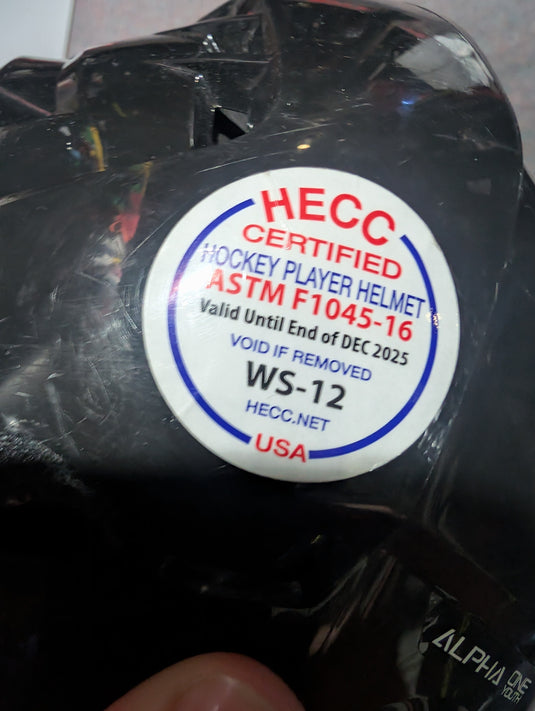 HECC
CERTIFIED
HOCKEY PLAYER HELMET
ASTM F1045-16
Valid Until End of DEC 2025
VOID IF REMOVED
WS-12
HECC.NET
USA
ALPHA ONE
YOUTH